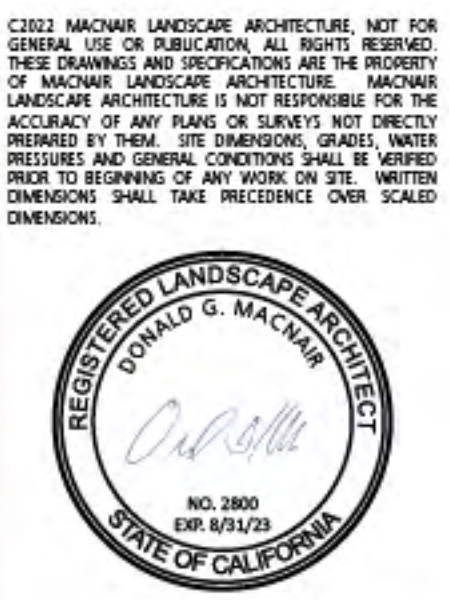 C2022 MACNAIR LANDSCAPE ARCHITECTURE, NOT FOR
GENERAL USE OR PUBLICATION, ALL RIGHTS RESERVED.
THESE DRAWINGS AND SPECIFICATIONS ARE THE PROPERTY
OF MACNAIR LANDSCAPE ARCHITECTURE. MACNAIR
LANDSCAPE ARCHITECTURE IS NOT RESPONSIBLE FOR THE
ACCURACY OF ANY PLANS OR SURVEYS NOT DIRECTLY
PREPARED BY THEM. SITE DIMENSIONS, GRADES, WATER
PRESSURES AND GENERAL CONDITIONS SHALL BE VERIFIED
PRIOR TO BEGINNING OF ANY WORK ON SITE. WRITTEN
DIMENSIONS SHALL TAKE PRECEDENCE OVER SCALED
DIMENSIONS.
REGISTERED LANDSCAPE ARCHITECT
DONALD G. MACNAIR
NO. 2800
EXP. 8/31/23
STATE OF CALIFORNIA